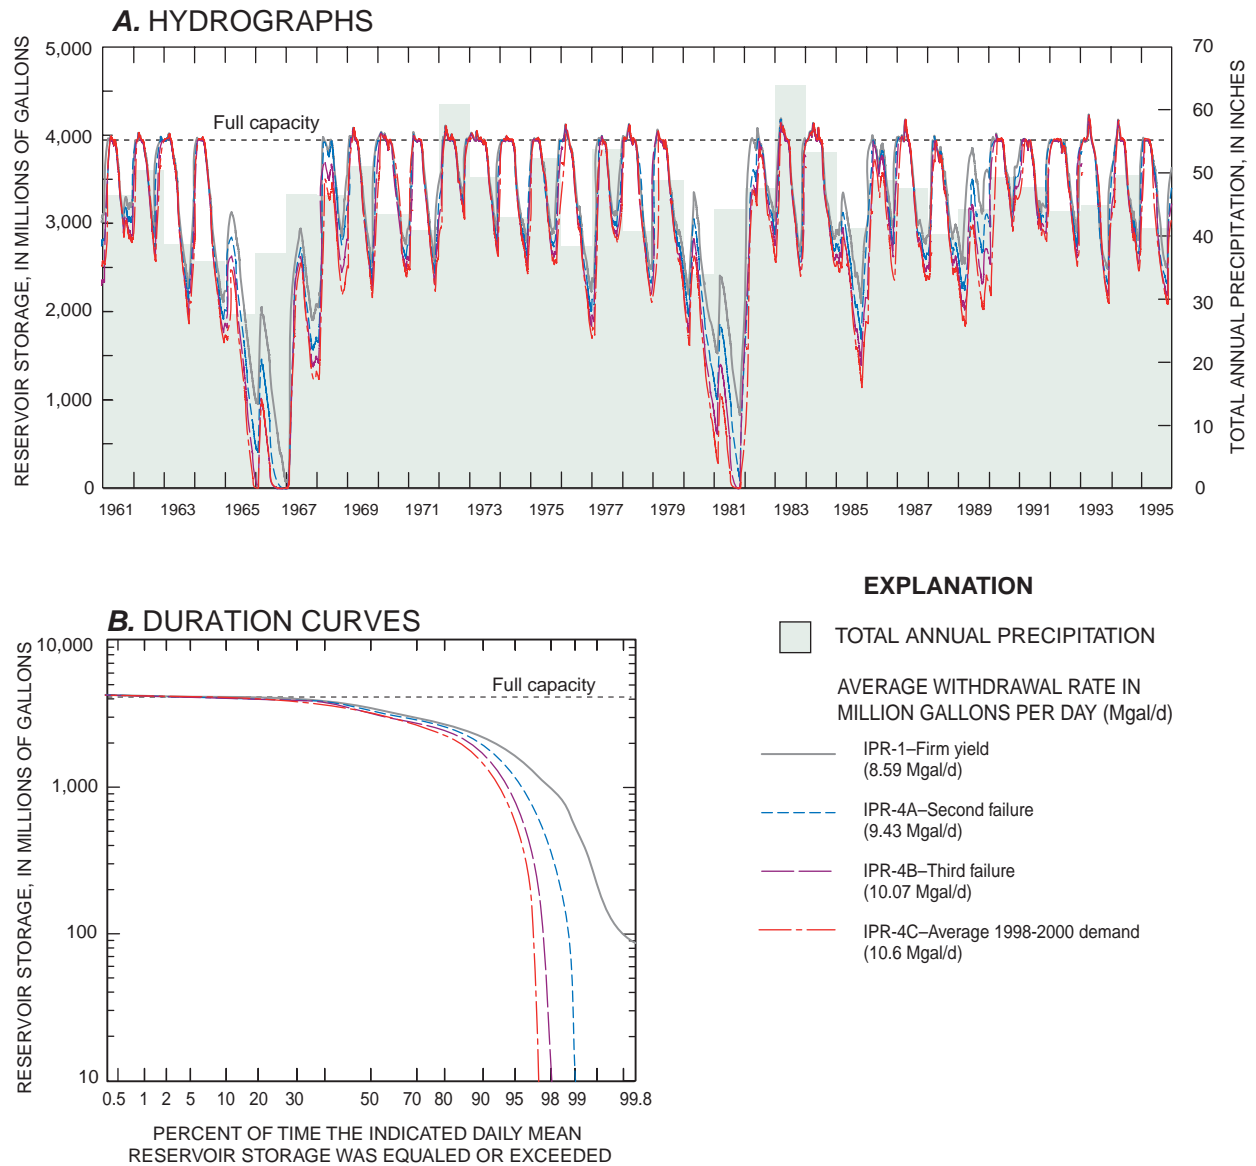 A. HYDROGRAPHS
RESERVOIR STORAGE, IN MILLIONS OF GALLONS
5,000
4,000
3,000
2,000
1,000
0
Full capacity
70
60
50
40
30
20
10
0
TOTAL ANNUAL PRECIPITATION, IN INCHES
1961 1963 1965 1967 1969 1971 1973 1975 1977 1979 1981 1983 1985 1987 1989 1991 1993 1995
B. DURATION CURVES
RESERVOIR STORAGE, IN MILLIONS OF GALLONS
10,000
1,000
100
10
Full capacity
0.5 1 2 5 10 20 30 50 70 80 90 95 98 99 99.8
PERCENT OF TIME THE INDICATED DAILY MEAN
RESERVOIR STORAGE WAS EQUALED OR EXCEEDED
EXPLANATION
TOTAL ANNUAL PRECIPITATION
AVERAGE WITHDRAWAL RATE IN
MILLION GALLONS PER DAY (Mgal/d)
IPR-1–Firm yield
(8.59 Mgal/d)
IPR-4A–Second failure
(9.43 Mgal/d)
IPR-4B–Third failure
(10.07 Mgal/d)
IPR-4C–Average 1998-2000 demand
(10.6 Mgal/d)